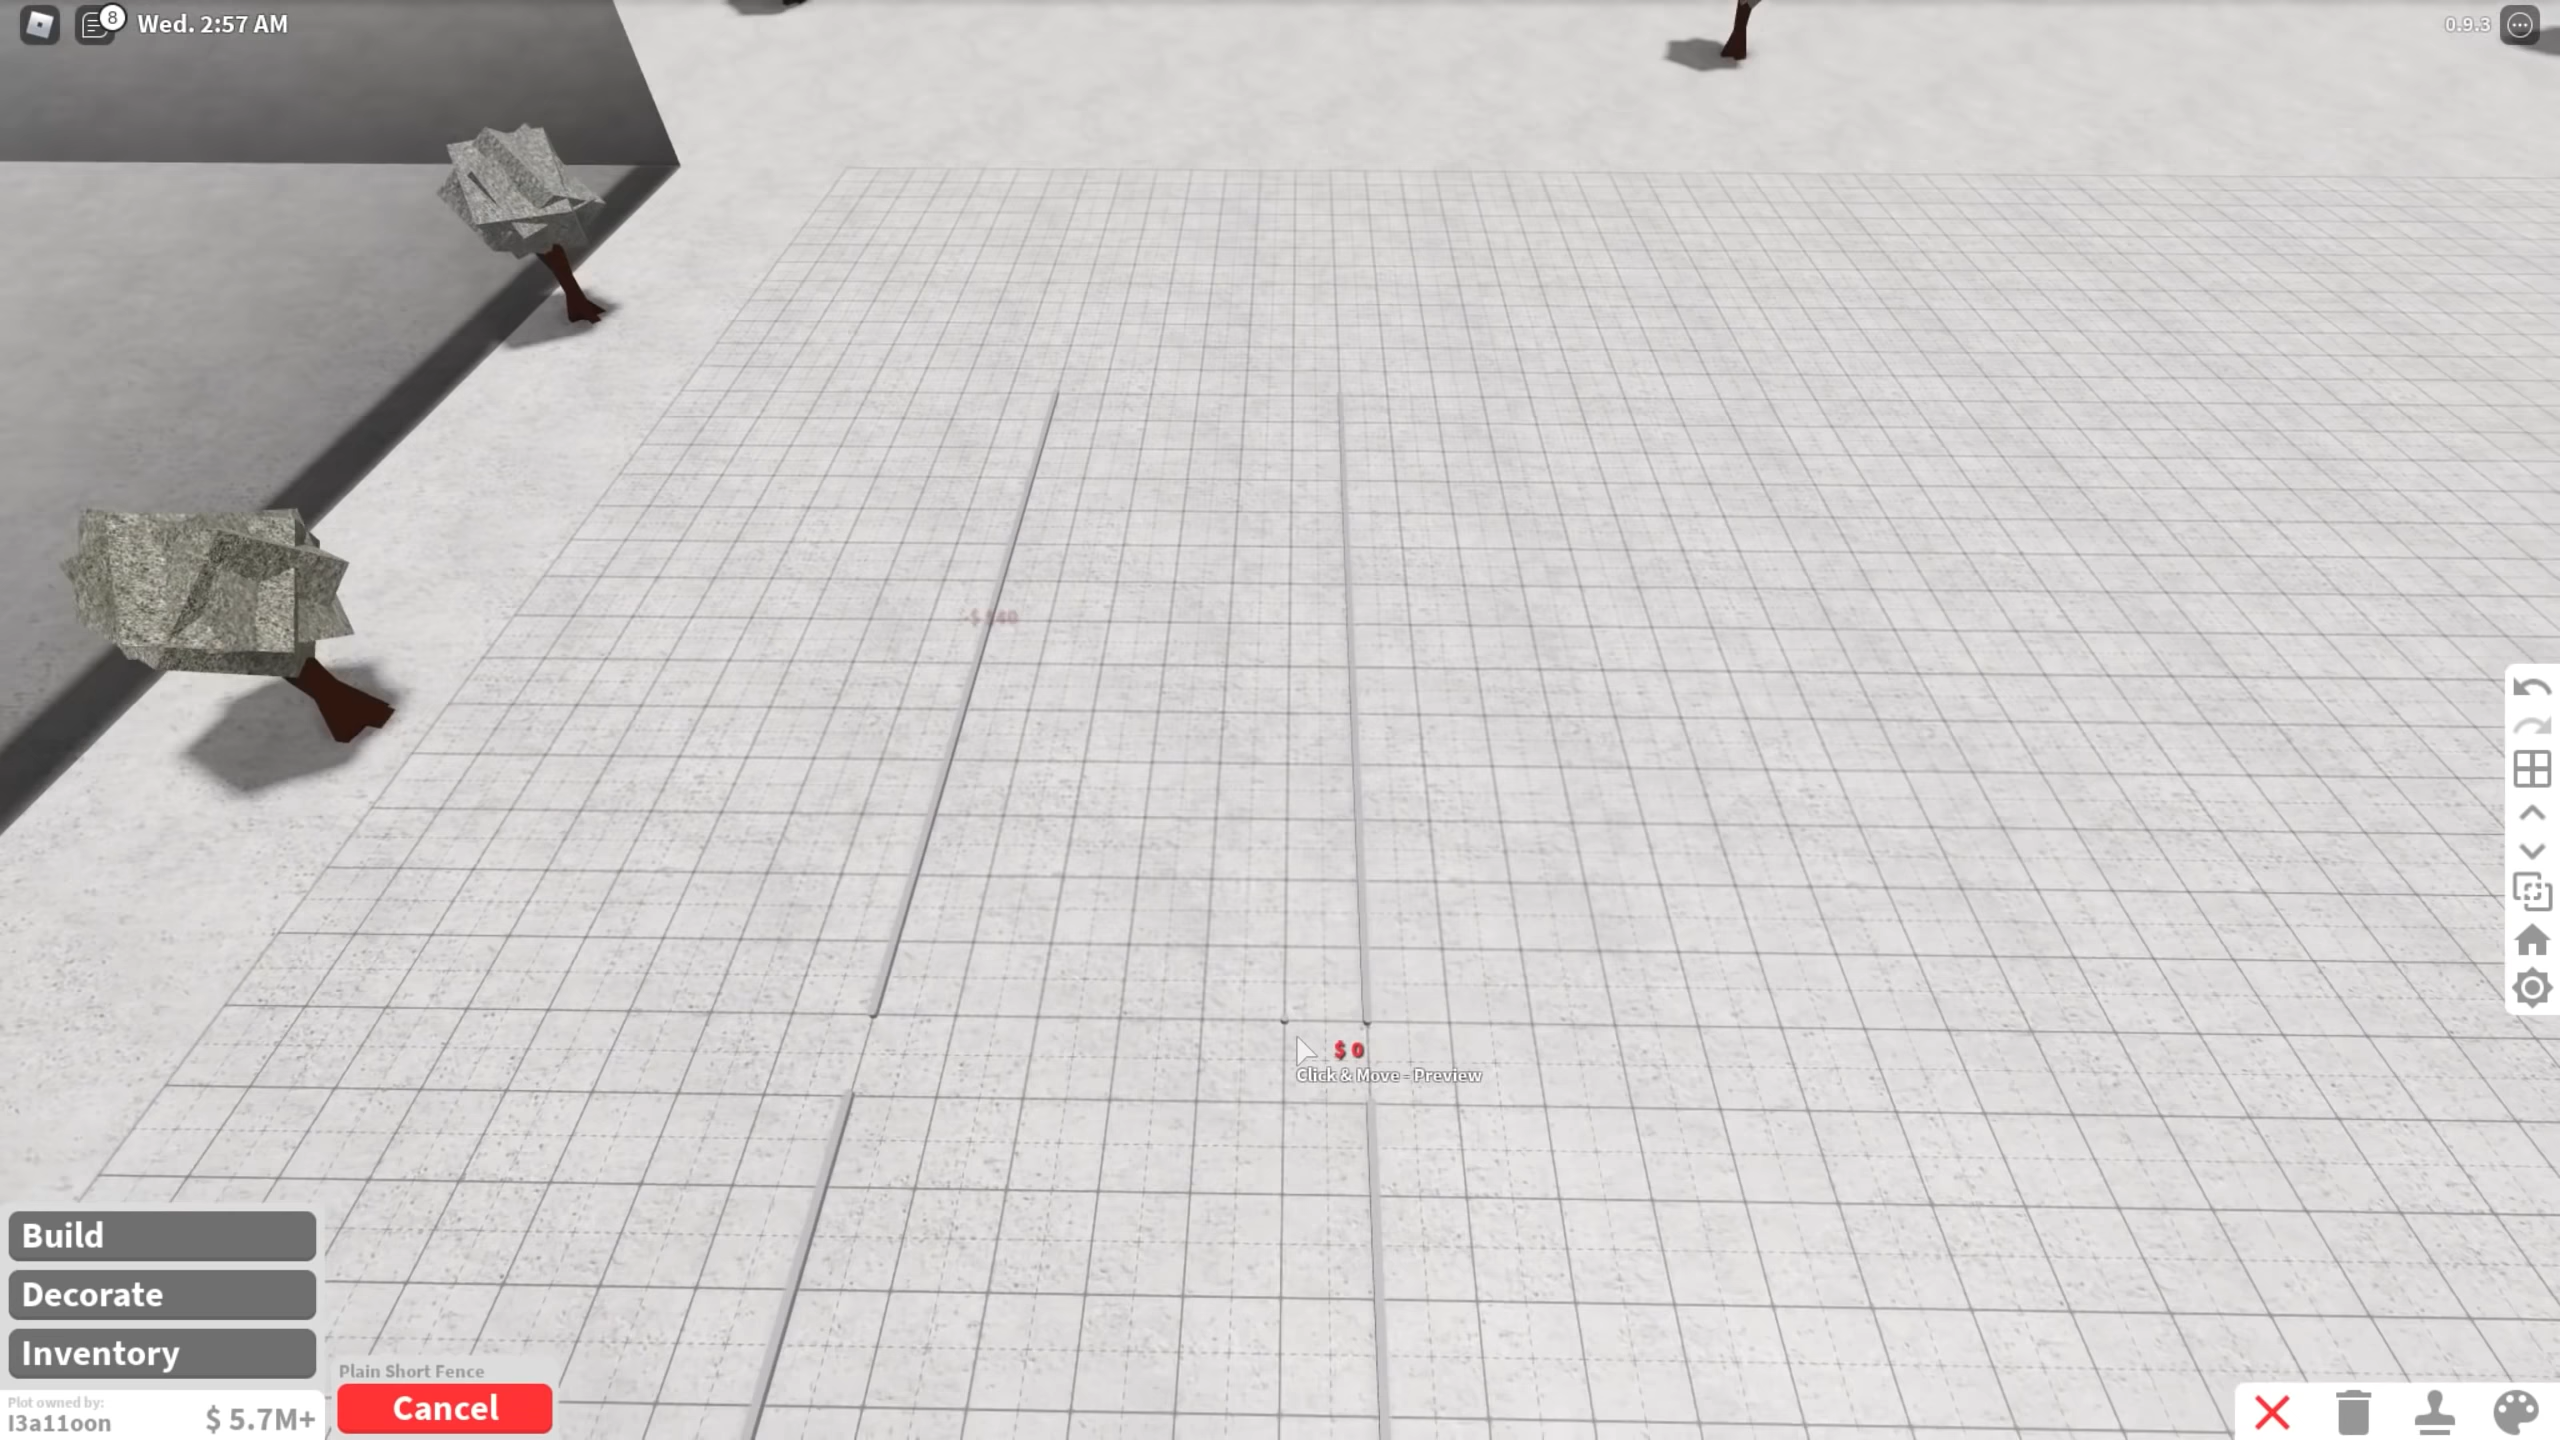 8
Wed. 2:57 AM
0.9.3
$ 0
Click & Move - Preview
Build
Decorate
Inventory
Plain Short Fence
Cancel
Plot owned by:
l3a11oon
$ 5.7M+